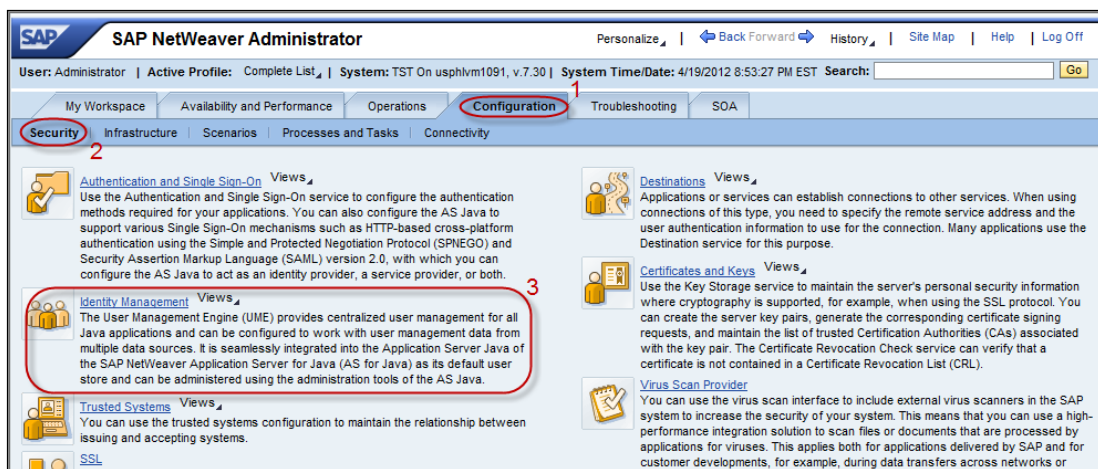 SAP SAP NetWeaver Administrator Personalize | Back Forward History | Site Map | Help | Log Off
User: Administrator | Active Profile: Complete List | System: TST On usphlvm1091, v.7.30 | System Time/Date: 4/19/2012 8:53:27 PM EST Search: Go
1
My Workspace Availability and Performance Operations Configuration Troubleshooting SOA
Security | Infrastructure | Scenarios | Processes and Tasks | Connectivity
2
Authentication and Single Sign-On Views
Use the Authentication and Single Sign-On service to configure the authentication
methods required for your applications. You can also configure the AS Java to
support various Single Sign-On mechanisms such as HTTP-based cross-platform
authentication using the Simple and Protected Negotiation Protocol (SPNEGO) and
Security Assertion Markup Language (SAML) version 2.0, with which you can
configure the AS Java to act as an identity provider, a service provider, or both.
3
Identity Management Views
The User Management Engine (UME) provides centralized user management for all
Java applications and can be configured to work with user management data from
multiple data sources. It is seamlessly integrated into the Application Server Java of
the SAP NetWeaver Application Server for Java (AS for Java) as its default user
store and can be administered using the administration tools of the AS Java.
Trusted Systems Views
You can use the trusted systems configuration to maintain the relationship between
issuing and accepting systems.
SSL
Destinations Views
Applications or services can establish connections to other services. When using
connections of this type, you need to specify the remote service address and the
user authentication information to use for the connection. Many applications use the
Destination service for this purpose.
Certificates and Keys Views
Use the Key Storage service to maintain the server's personal security information
where cryptography is supported, for example, when using the SSL protocol. You
can create the server key pairs, generate the corresponding certificate signing
requests, and maintain the list of trusted Certification Authorities (CAs) associated
with the key pair. The Certificate Revocation Check service can verify that a
certificate is not contained in a Certificate Revocation List (CRL).
Virus Scan Provider
You can use the virus scan interface to include external virus scanners in the SAP
system to increase the security of your system. This means that you can use a high-
performance integration solution to scan files or documents that are processed by
applications for viruses. This applies both for applications delivered by SAP and for
customer developments, for example, during data transfers across networks or